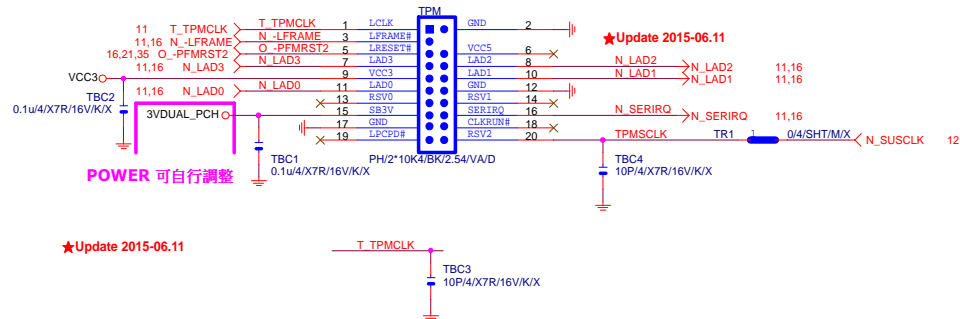 TPM
11 T_TPMCLK T_TPMCLK 1 LCLK GND 2
11,16 N_-LFRAME N_-LFRAME 3 LFRAME#
★Update 2015-06.11
16,21,35 O_-PFMRST2 O_-PFMRST2 5 LRESET# VCC5 6
11,16 N_LAD3 N_LAD3 7 LAD3 LAD2 8 N_LAD2 N_LAD2 11,16
VCC3 9 VCC3 LAD1 10 N_LAD1 N_LAD1 11,16
11,16 N_LAD0 N_LAD0 11 LAD0 GND 12
TBC2
0.1u/4/X7R/16V/K/X
13 RSV0 RSV1 14
3VDUAL_PCH 15 SB3V SERIRQ 16 N_SERIRQ N_SERIRQ 11,16
17 GND CLKRUN# 18
19 LPCPD# RSV2 20 TPMSCLK TR1 1 0/4/SHT/M/X N_SUSCLK 12
PH/2*10K4/BK/2.54/VA/D
TBC1
0.1u/4/X7R/16V/K/X
TBC4
10P/4/X7R/16V/K/X
POWER 可自行調整
★Update 2015-06.11
T_TPMCLK
TBC3
10P/4/X7R/16V/K/X